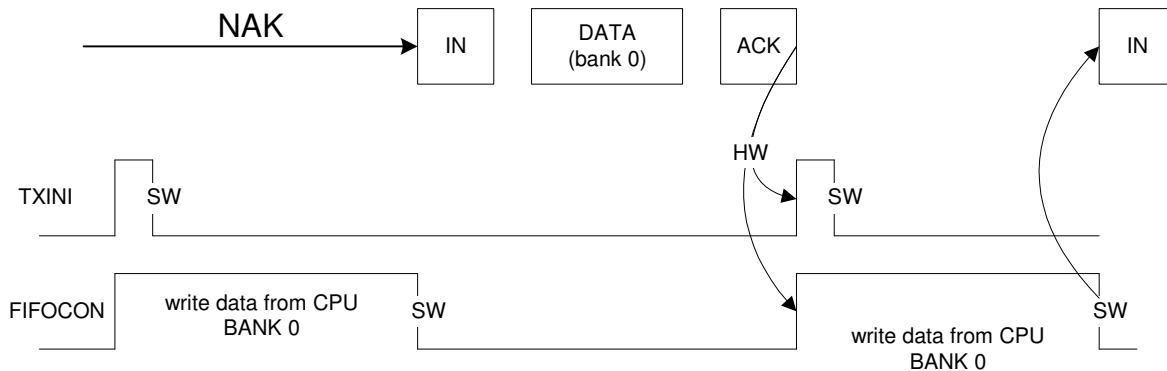 NAK
IN
DATA
(bank 0)
ACK
IN
HW
TXINI
SW
SW
FIFOCON
write data from CPU
BANK 0
SW
write data from CPU
BANK 0
SW